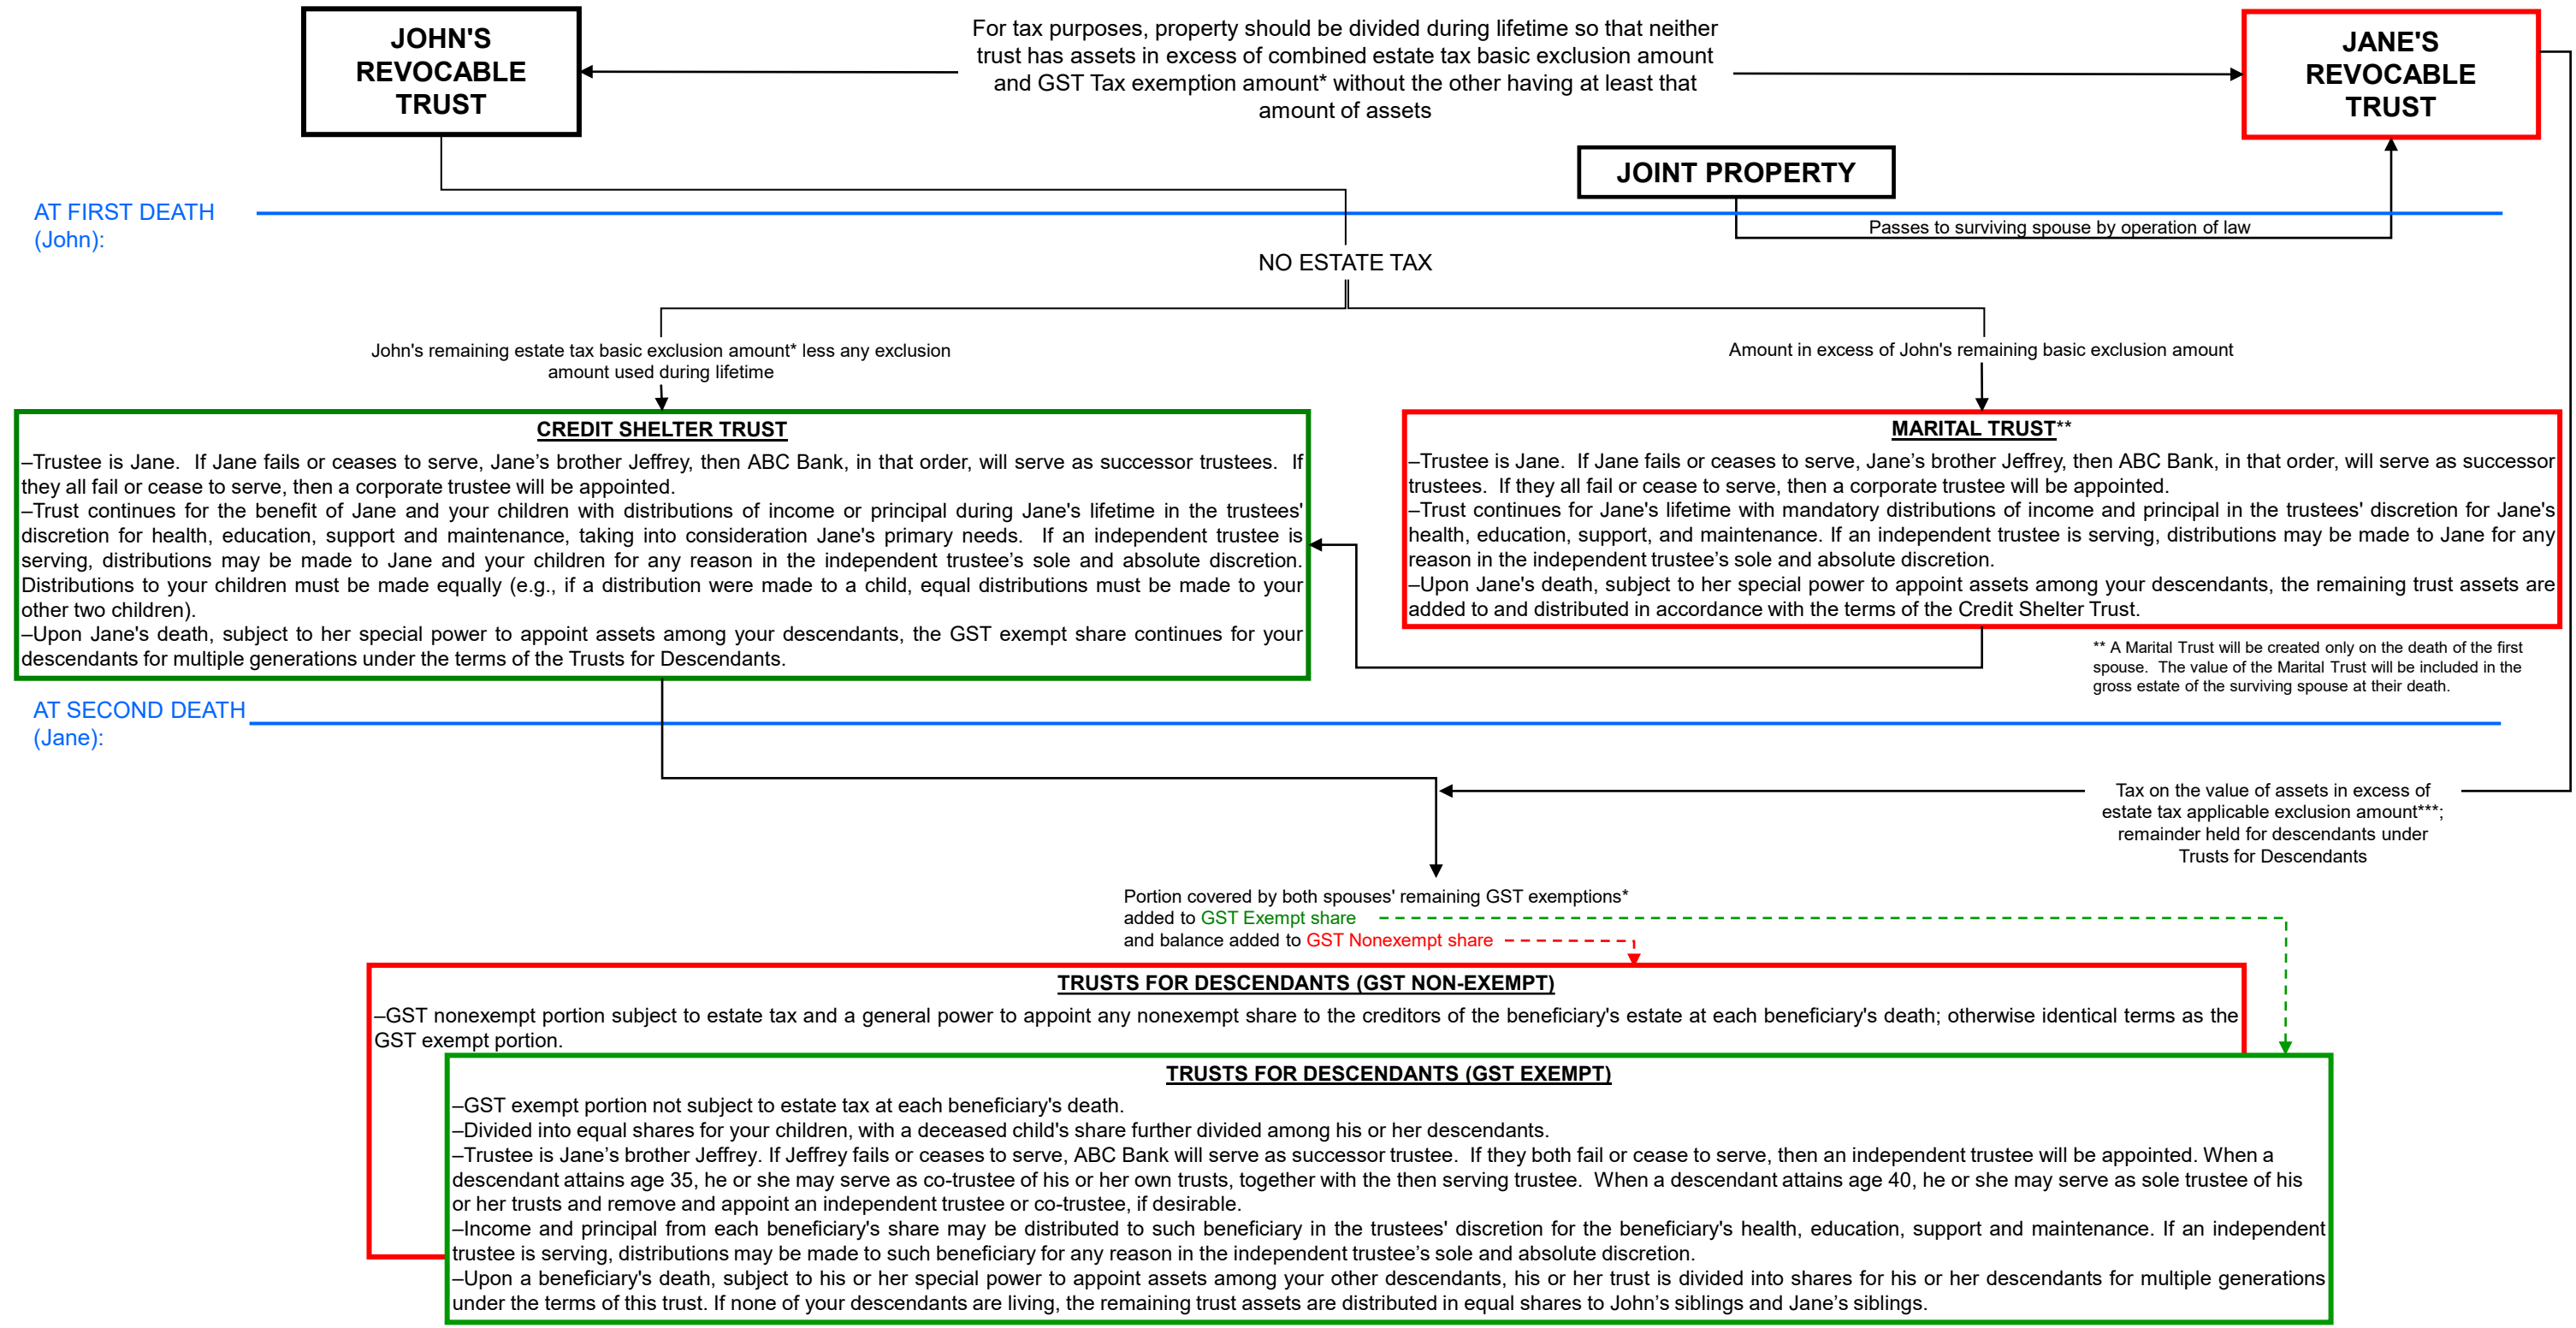 JOHN'S
REVOCABLE
TRUST
For tax purposes, property should be divided during lifetime so that neither
trust has assets in excess of combined estate tax basic exclusion amount
and GST Tax exemption amount* without the other having at least that
amount of assets
JANE'S
REVOCABLE
TRUST
JOINT PROPERTY
AT FIRST DEATH
(John):
Passes to surviving spouse by operation of law
NO ESTATE TAX
John's remaining estate tax basic exclusion amount* less any exclusion
amount used during lifetime
Amount in excess of John's remaining basic exclusion amount
CREDIT SHELTER TRUST
–Trustee is Jane.  If Jane fails or ceases to serve, Jane’s brother Jeffrey, then ABC Bank, in that order, will serve as successor trustees.  If
they all fail or cease to serve, then a corporate trustee will be appointed.
–Trust continues for the benefit of Jane and your children with distributions of income or principal during Jane's lifetime in the trustees'
discretion for health, education, support and maintenance, taking into consideration Jane's primary needs.  If an independent trustee is
serving, distributions may be made to Jane and your children for any reason in the independent trustee’s sole and absolute discretion.
Distributions to your children must be made equally (e.g., if a distribution were made to a child, equal distributions must be made to your
other two children).
–Upon Jane's death, subject to her special power to appoint assets among your descendants, the GST exempt share continues for your
descendants for multiple generations under the terms of the Trusts for Descendants.
MARITAL TRUST**
–Trustee is Jane.  If Jane fails or ceases to serve, Jane’s brother Jeffrey, then ABC Bank, in that order, will serve as successor
trustees.  If they all fail or cease to serve, then a corporate trustee will be appointed.
–Trust continues for Jane's lifetime with mandatory distributions of income and principal in the trustees' discretion for Jane's
health, education, support, and maintenance. If an independent trustee is serving, distributions may be made to Jane for any
reason in the independent trustee’s sole and absolute discretion.
–Upon Jane's death, subject to her special power to appoint assets among your descendants, the remaining trust assets are
added to and distributed in accordance with the terms of the Credit Shelter Trust.
** A Marital Trust will be created only on the death of the first
spouse.  The value of the Marital Trust will be included in the
gross estate of the surviving spouse at their death.
AT SECOND DEATH
(Jane):
Tax on the value of assets in excess of
estate tax applicable exclusion amount***;
remainder held for descendants under
Trusts for Descendants
Portion covered by both spouses' remaining GST exemptions*
added to GST Exempt share
and balance added to GST Nonexempt share
TRUSTS FOR DESCENDANTS (GST NON-EXEMPT)
–GST nonexempt portion subject to estate tax and a general power to appoint any nonexempt share to the creditors of the beneficiary's estate at each beneficiary's death; otherwise identical terms as the
GST exempt portion.
TRUSTS FOR DESCENDANTS (GST EXEMPT)
–GST exempt portion not subject to estate tax at each beneficiary's death.
–Divided into equal shares for your children, with a deceased child's share further divided among his or her descendants.
–Trustee is Jane’s brother Jeffrey. If Jeffrey fails or ceases to serve, ABC Bank will serve as successor trustee.  If they both fail or cease to serve, then an independent trustee will be appointed. When a
descendant attains age 35, he or she may serve as co-trustee of his or her own trusts, together with the then serving trustee.  When a descendant attains age 40, he or she may serve as sole trustee of his
or her trusts and remove and appoint an independent trustee or co-trustee, if desirable.
–Income and principal from each beneficiary's share may be distributed to such beneficiary in the trustees' discretion for the beneficiary's health, education, support and maintenance. If an independent
trustee is serving, distributions may be made to such beneficiary for any reason in the independent trustee’s sole and absolute discretion.
–Upon a beneficiary's death, subject to his or her special power to appoint assets among your other descendants, his or her trust is divided into shares for his or her descendants for multiple generations
under the terms of this trust. If none of your descendants are living, the remaining trust assets are distributed in equal shares to John’s siblings and Jane’s siblings.